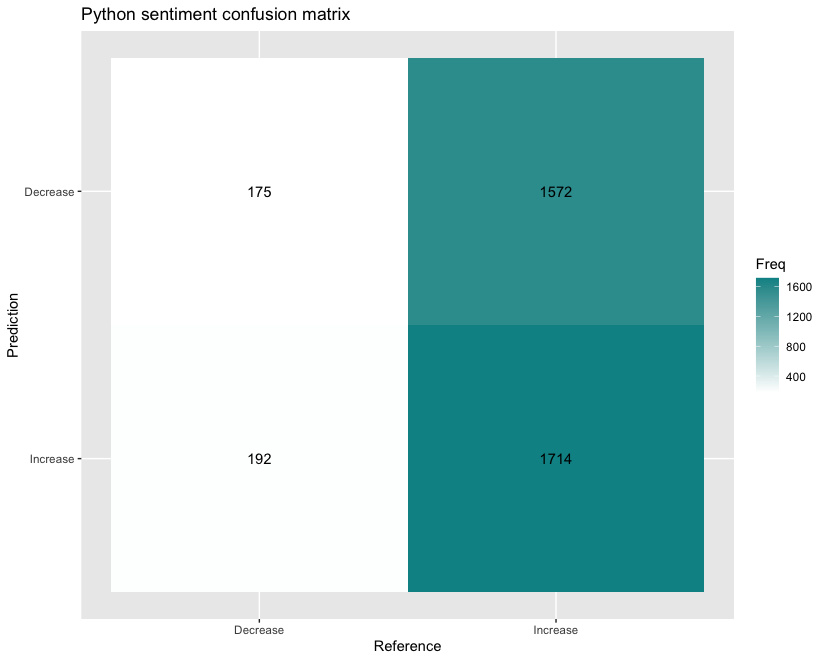 Python sentiment confusion matrix
Prediction
Decrease
175
1572
Increase
192
1714
Decrease
Increase
Reference
Freq
1600
1200
800
400